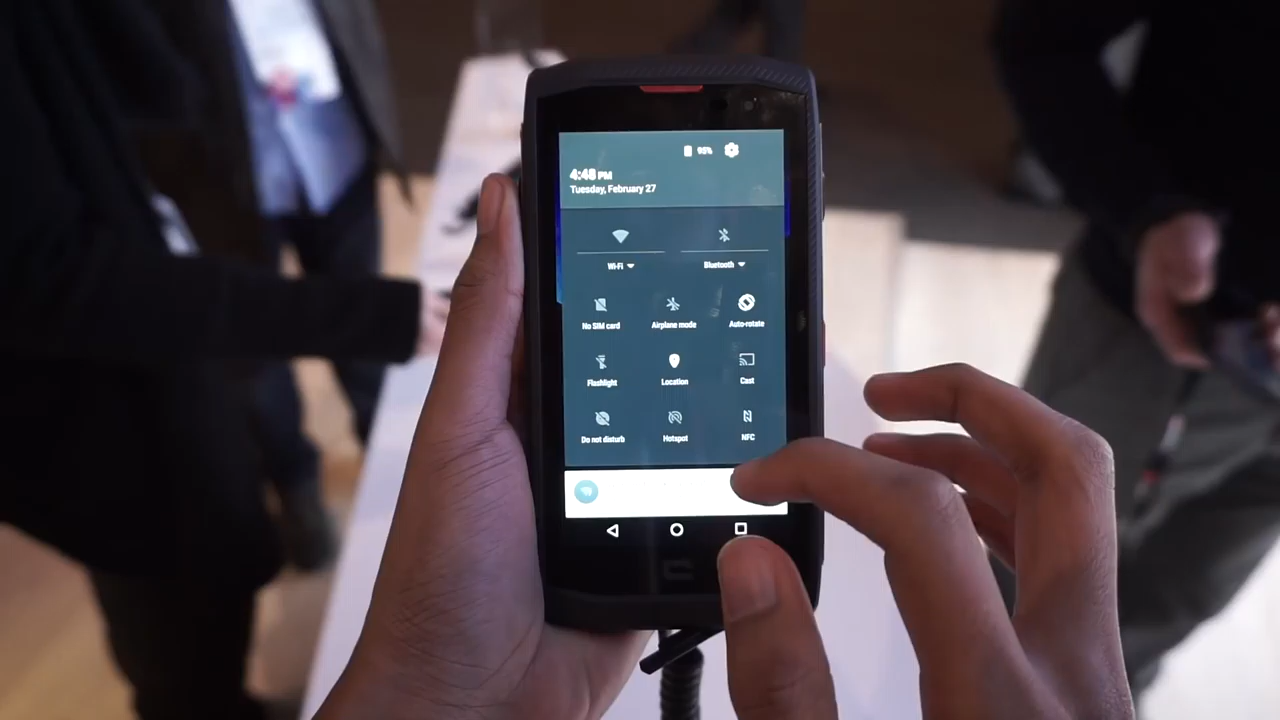 95%
4:48 PM
Tuesday, February 27
Wi-Fi
Bluetooth
No SIM card
Airplane mode
Auto-rotate
Flashlight
Location
Cast
Do not disturb
Hotspot
NFC